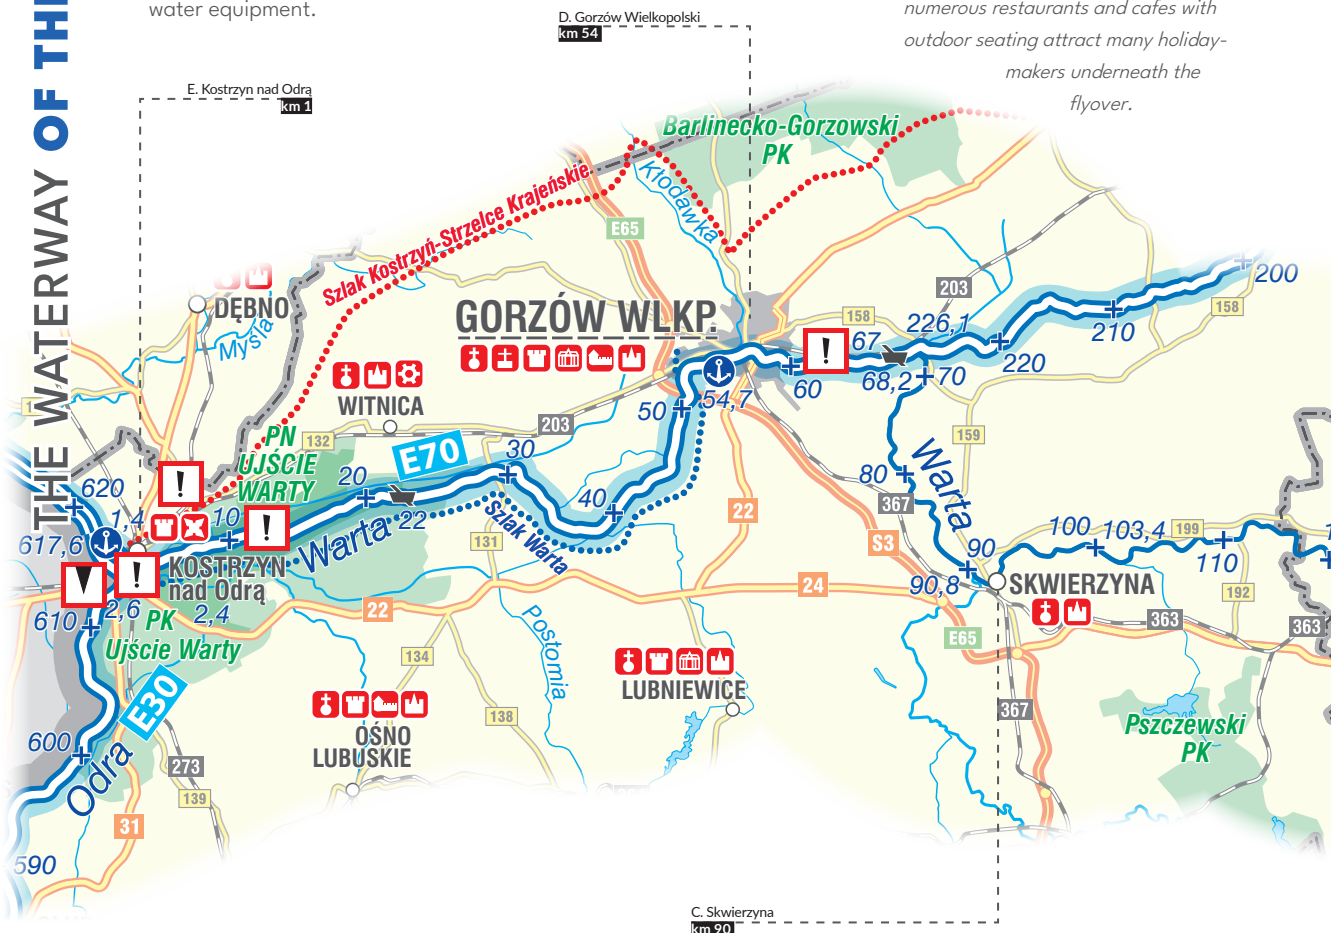 water equipment.
D. Gorzów Wielkopolski
km 54
numerous restaurants and cafes with
outdoor seating attract many holiday-
makers underneath the
flyover.
E. Kostrzyn nad Odrą
km 1
THE WATERWAY OF THE
Barlinecko-Gorzowski
PK
Kłodawka
Szlak Kostrzyń-Strzelce Krajeńskie
E65
DĘBNO
Myśla
GORZÓW WLKP.
203
158
226,1
200
158
210
67
220
68,2
70
60
54,7
50
WITNICA
132
203
PN
UJŚCIE
WARTY
E70
30
20
22
40
Warta
Szlak Warta
131
159
Warta
80
367
22
S3
620
1,4
10
617,6
KOSTRZYN
nad Odrą
2,6
2,4
610
PK
Ujście Warty
22
24
90
90,8
100
103,4
199
110
SKWIERZYNA
192
363
363
E65
134
Postomia
138
LUBNIEWICE
OŚNO
LUBUSKIE
E30
600
Odra
273
139
31
590
367
Pszczewski
PK
C. Skwierzyna
km 90